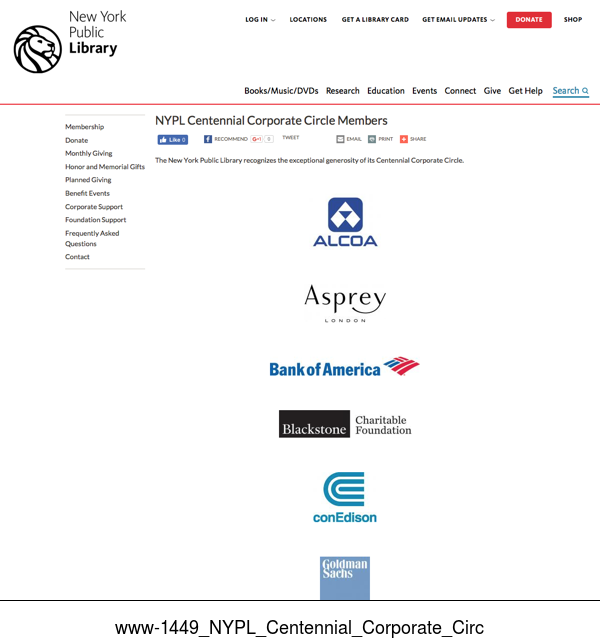 New York
Public
Library
LOG IN
LOCATIONS
GET A LIBRARY CARD
GET EMAIL UPDATES
DONATE
SHOP
Books/Music/DVDs Research Education Events Connect Give Get Help Search
Membership
Donate
Monthly Giving
Honor and Memorial Gifts
Planned Giving
Benefit Events
Corporate Support
Foundation Support
Frequently Asked
Questions
Contact
NYPL Centennial Corporate Circle Members
Like 0
RECOMMEND
G+1 0
TWEET
EMAIL
PRINT
SHARE
The New York Public Library recognizes the exceptional generosity of its Centennial Corporate Circle.
ALCOA
Asprey
LONDON
Bank of America
Blackstone Charitable
Foundation
conEdison
Goldman
Sachs
www-1449_NYPL_Centennial_Corporate_Circ